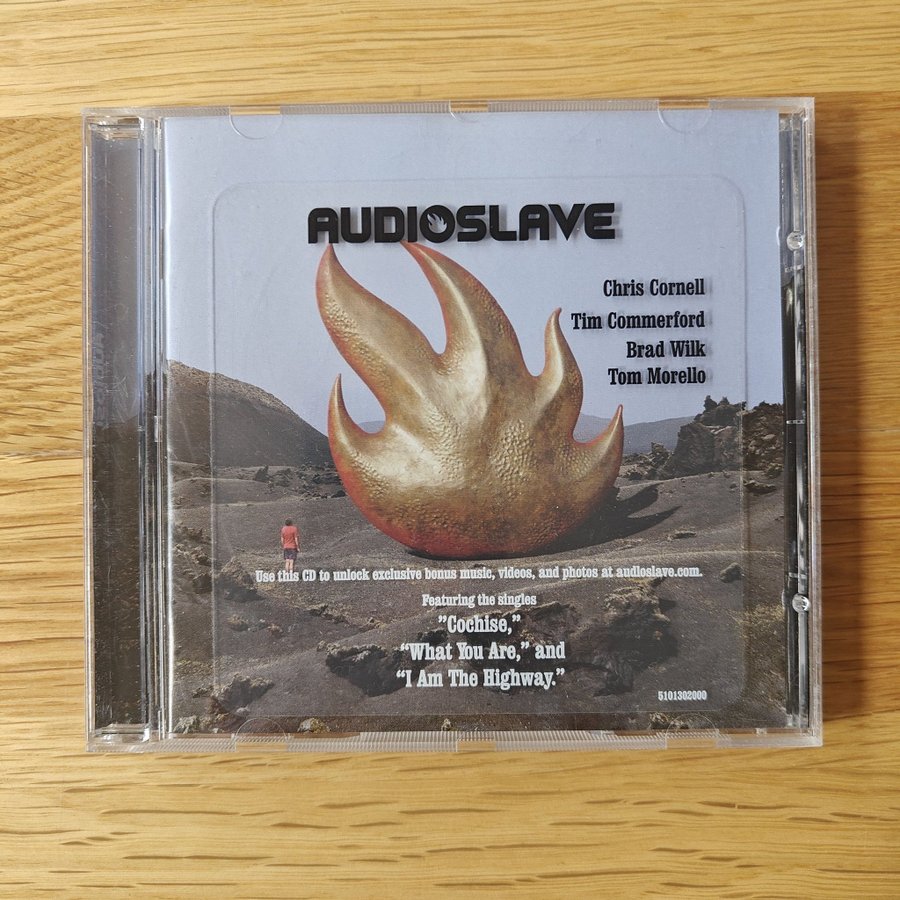 AUDIOSLAVE
Chris Cornell
Tim Commerford
Brad Wilk
Tom Morello
Use this CD to unlock exclusive bonus music, videos, and photos at audioslave.com.
Featuring the singles
”Cochise,”
“What You Are,” and
“I Am The Highway.”
5101302000